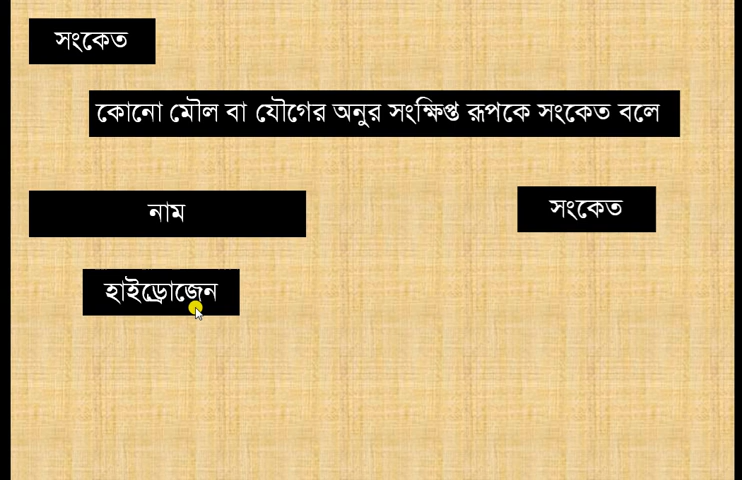 সংকেত
কোনো মৌল বা যৌগের অনুর সংক্ষিপ্ত রূপকে সংকেত বলে
নাম
সংকেত
হাইড্রোজেন